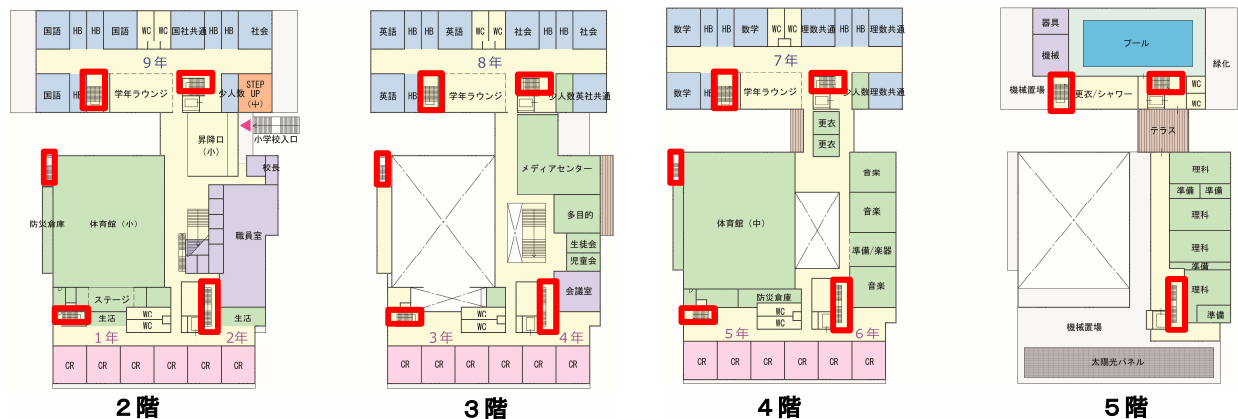 国語 HB HB 国語 WC WC 国社共通 HB HB 社会
9年
国語 HB 学年ラウンジ 少人数 STEP
UP
(中)
昇降口
(小)
小学校入口
校長
防災倉庫 体育館(小) 職員室
ステージ
生活 WC
WC 生活
1年 2年
CR CR CR CR CR CR
2階
英語 HB HB 英語 WC WC 社会 HB HB 社会
8年
英語 HB 学年ラウンジ 少人数 英社共通
メディアセンター
多目的
生徒会
児童会
会議室
WC
WC
3年 4年
CR CR CR CR CR CR
3階
数学 HB HB 数学 WC WC 理数共通 HB HB 理数共通
7年
数学 HB 学年ラウンジ 少人数 理数共通
更衣
更衣
音楽
体育館(中) 音楽
準備/楽器
防災倉庫 音楽
WC
WC
5年 6年
CR CR CR CR CR CR
4階
器具 プール
機械 緑化
機械置場 更衣/シャワー WC
WC
テラス
理科
準備 準備
理科
理科
準備
理科
準備
機械置場
太陽光パネル
5階